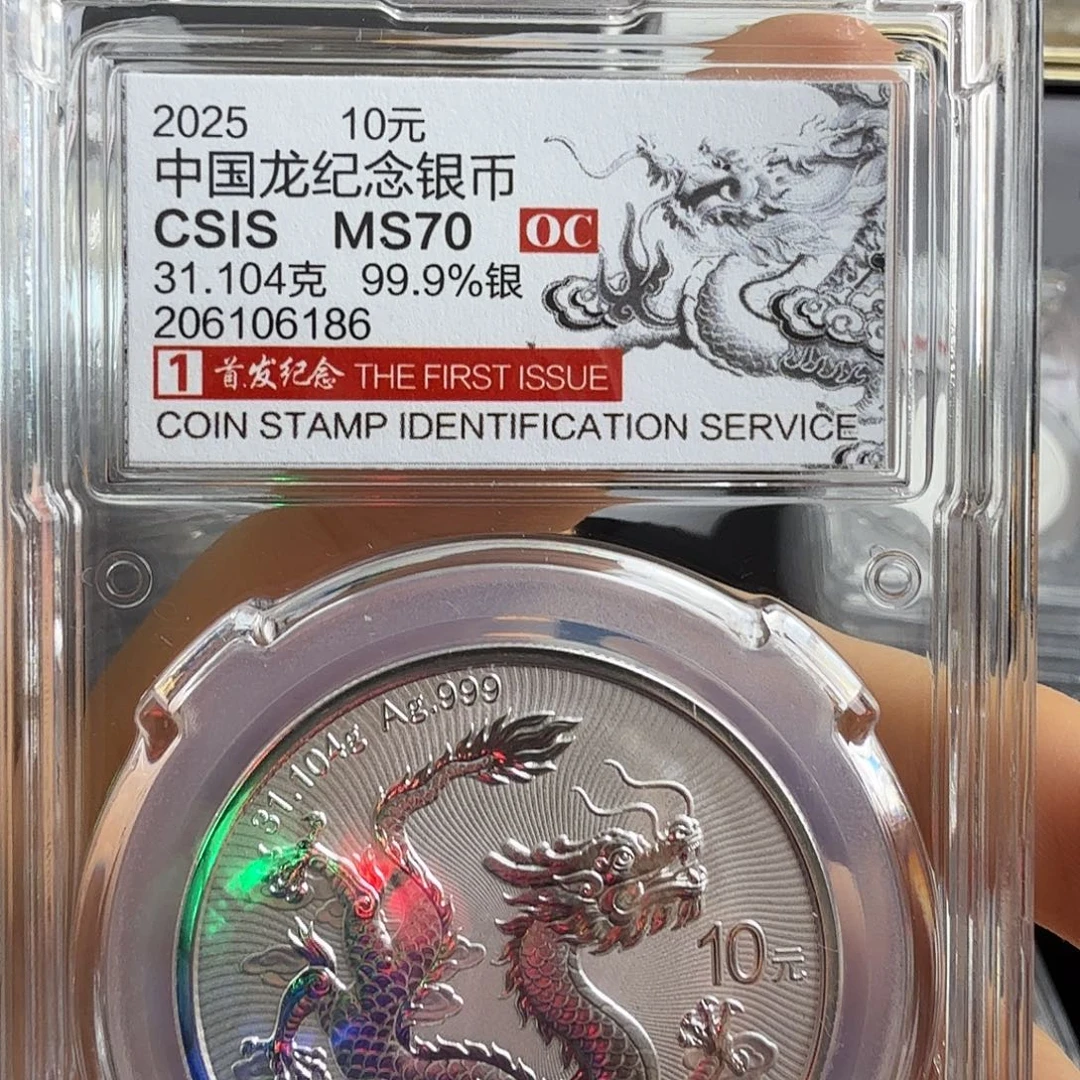 2025 10元
中国龙纪念银币
CSIS MS70 OC
31.104克 99.9%银
206106186
1 首发纪念 THE FIRST ISSUE
COIN STAMP IDENTIFICATION SERVICE
31.104g Ag.999
10元